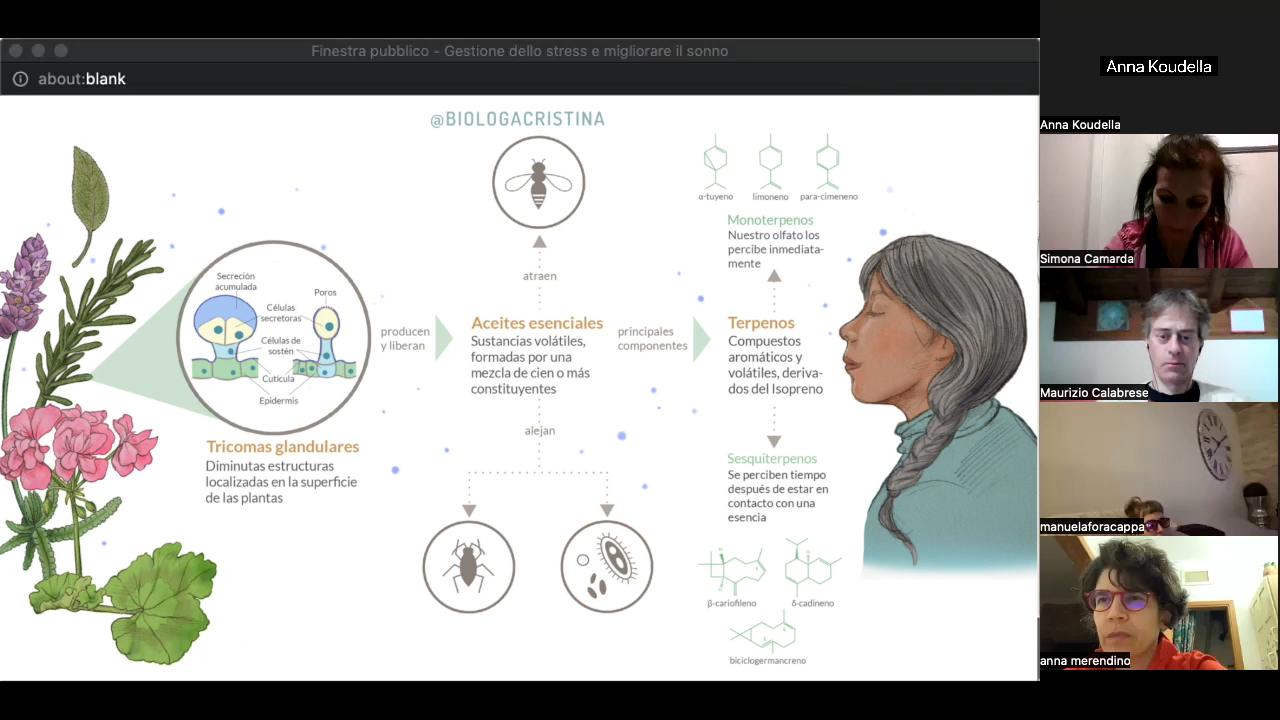 Finestra pubblico - Gestione dello stress e migliorare il sonno
about:blank
@BIOLOGACRISTINA
Secreción
acumulada
Poros
Células
secretoras
Células de
sostén
Cutícula
Epidermis
Tricomas glandulares
Diminutas estructuras
localizadas en la superficie
de las plantas
producen
y liberan
atraen
Aceites esenciales
Sustancias volátiles,
formadas por una
mezcla de cien o más
constituyentes
alejan
principales
componentes
α-tuyeno
limoneno
para-cimeneno
Monoterpenos
Nuestro olfato los
percibe inmediata-
mente
Terpenos
Compuestos
aromáticos y
volátiles, deriva-
dos del Isopreno
Sesquiterpenos
Se perciben tiempo
después de estar en
contacto con una
esencia
β-cariofileno
δ-cadineno
biciclogermancreno
Anna Koudella
Anna Koudella
Simona Camarda
Maurizio Calabrese
manuelaforacappa
anna merendino